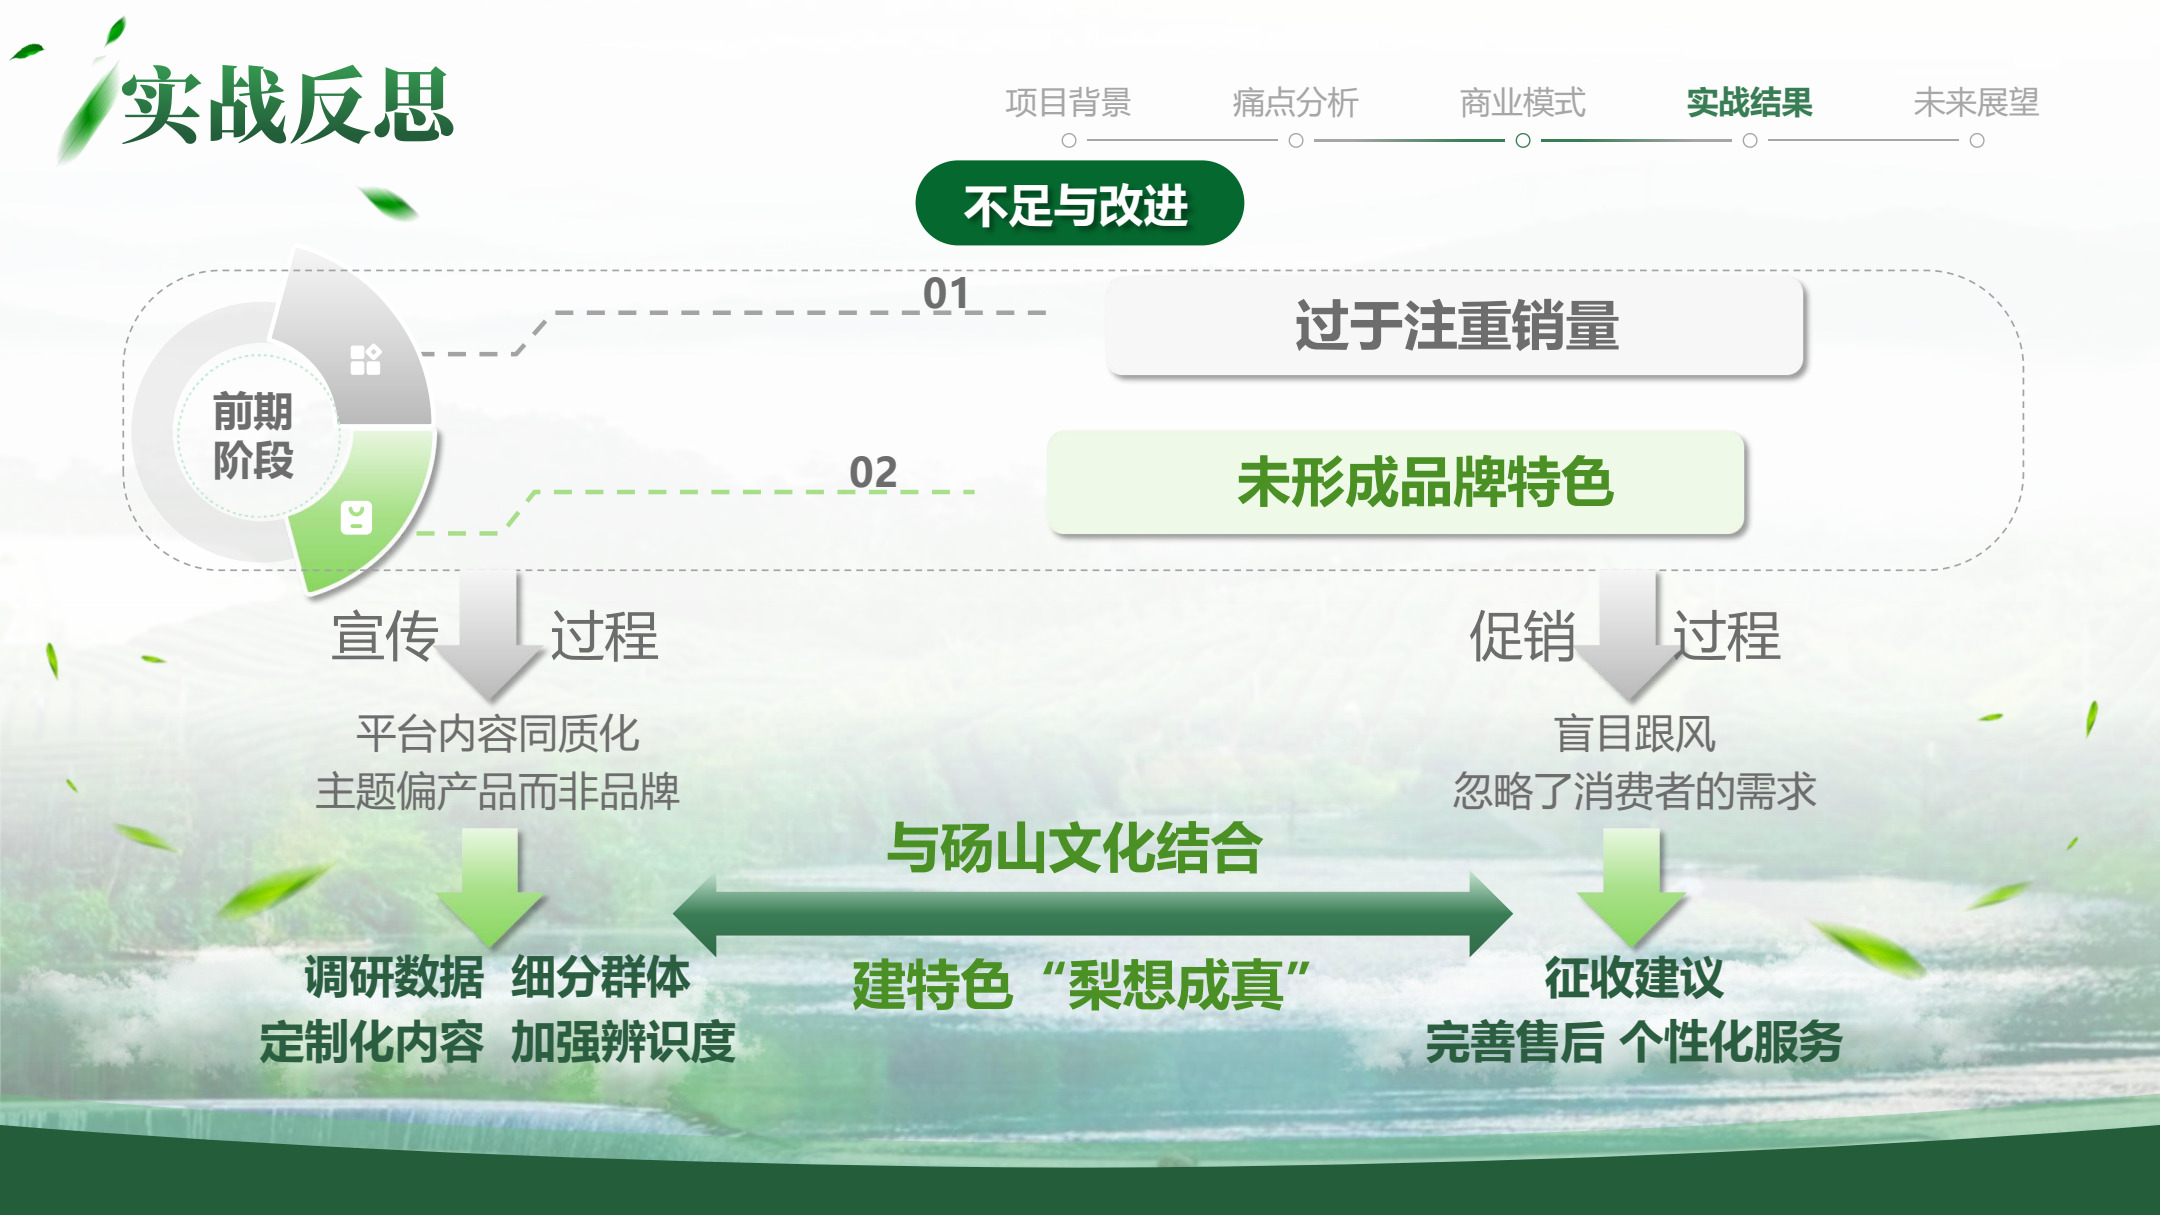 实战反思
项目背景 痛点分析 商业模式 实战结果 未来展望
不足与改进
01
过于注重销量
前期
阶段
02
未形成品牌特色
宣传 过程
促销 过程
平台内容同质化
主题偏产品而非品牌
盲目跟风
忽略了消费者的需求
与砀山文化结合
建特色“梨想成真”
调研数据 细分群体
定制化内容 加强辨识度
征收建议
完善售后 个性化服务